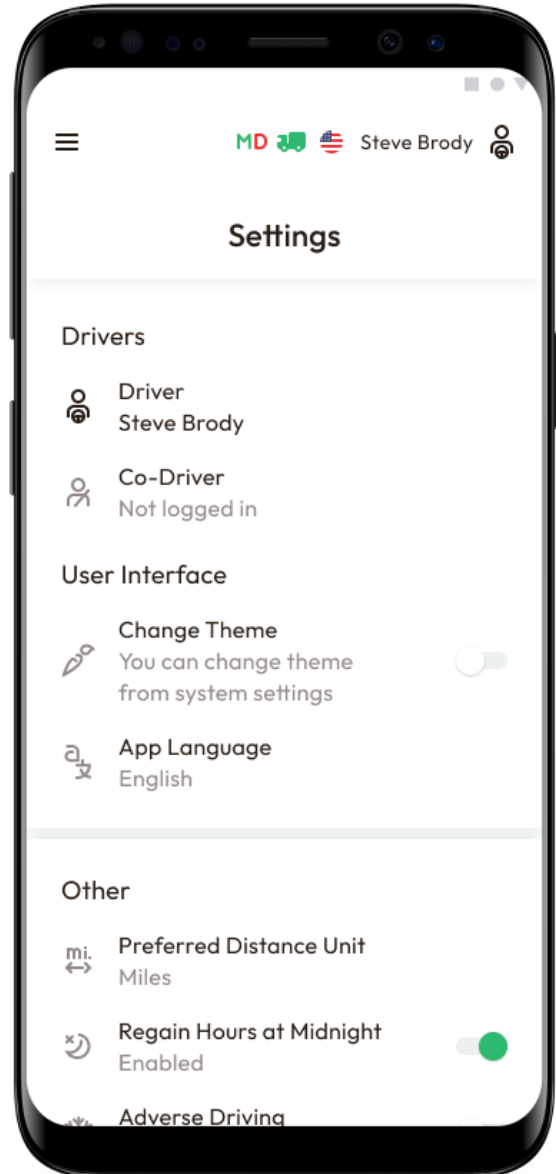 MD Steve Brody
Settings
Drivers
Driver
Steve Brody
Co-Driver
Not logged in
User Interface
Change Theme
You can change theme
from system settings
App Language
English
Other
mi.
Preferred Distance Unit
Miles
Regain Hours at Midnight
Enabled
Adverse Driving